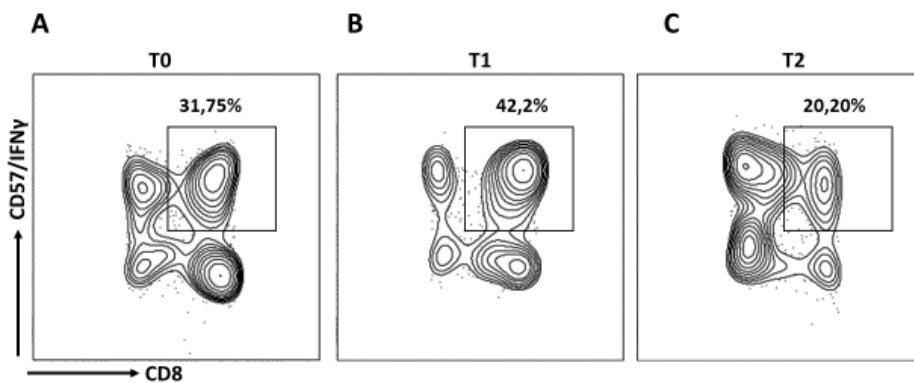 A
B
C
T0
T1
T2
31,75%
42,2%
20,20%
CD57/IFNγ
CD8